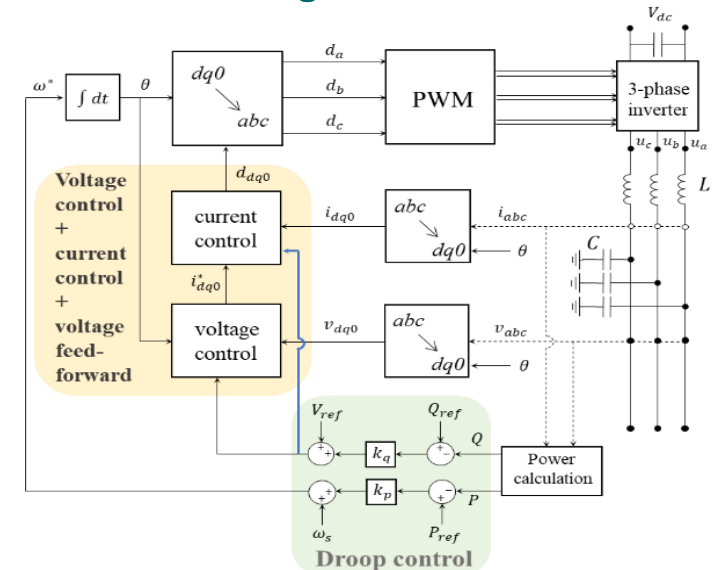 V_dc
ω* ∫ dt θ
dq0
abc
d_a
d_b
d_c
PWM
3-phase
inverter
u_c u_b u_a
L
d_dq0
Voltage
control
+
current
control
+
voltage
feed-
forward
current
control
i_dq0
abc
dq0
i_abc
θ
C
i*_dq0
voltage
control
v_dq0
abc
dq0
v_abc
θ
V_ref
Q_ref
+
+
k_q
+
−
Q
Power
calculation
+
+
k_p
−
+
P
ω_s
P_ref
Droop control